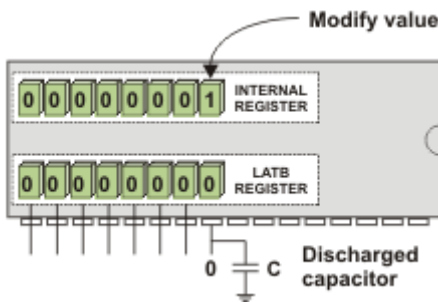 Modify value
0 0 0 0 0 0 0 1 INTERNAL
REGISTER
0 0 0 0 0 0 0 0 LATB
REGISTER
0 C Discharged
capacitor